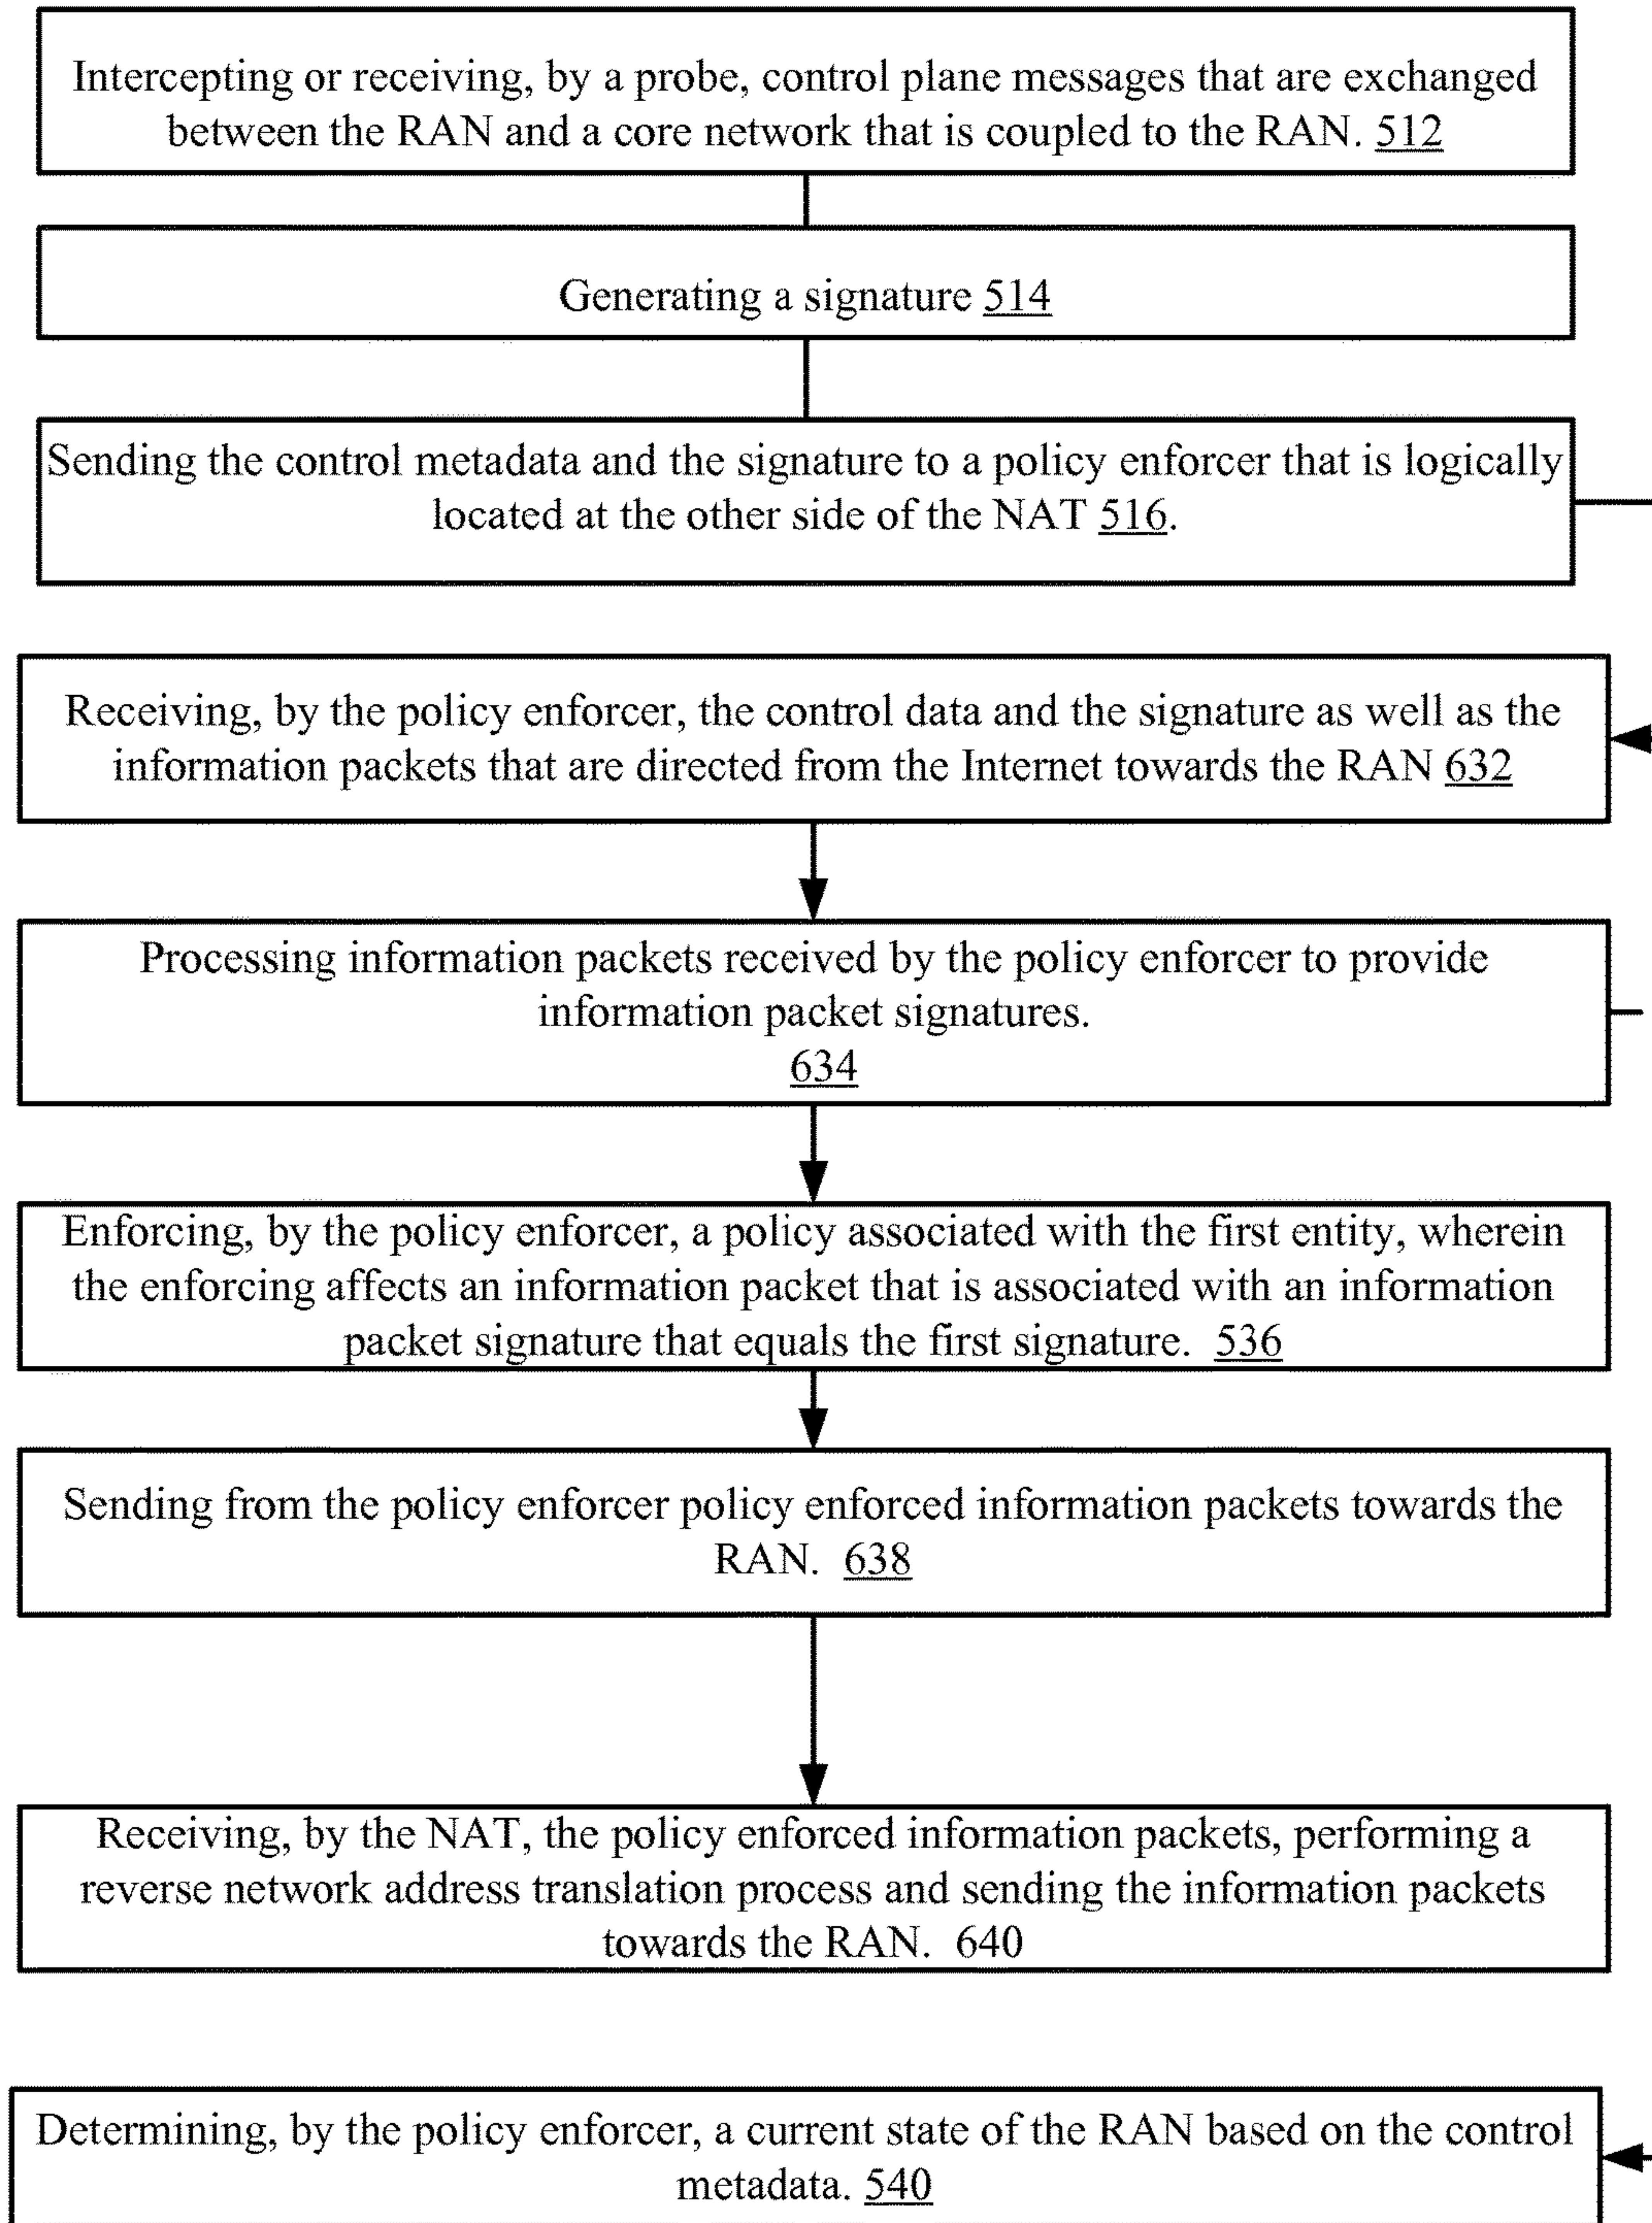 Intercepting or receiving, by a probe, control plane messages that are exchanged
between the RAN and a core network that is coupled to the RAN. 512
Generating a signature 514
Sending the control metadata and the signature to a policy enforcer that is logically
located at the other side of the NAT 516.
Receiving, by the policy enforcer, the control data and the signature as well as the
information packets that are directed from the Internet towards the RAN 632
Processing information packets received by the policy enforcer to provide
information packet signatures.
634
Enforcing, by the policy enforcer, a policy associated with the first entity, wherein
the enforcing affects an information packet that is associated with an information
packet signature that equals the first signature. 536
Sending from the policy enforcer policy enforced information packets towards the
RAN. 638
Receiving, by the NAT, the policy enforced information packets, performing a
reverse network address translation process and sending the information packets
towards the RAN. 640
Determining, by the policy enforcer, a current state of the RAN based on the control
metadata. 540